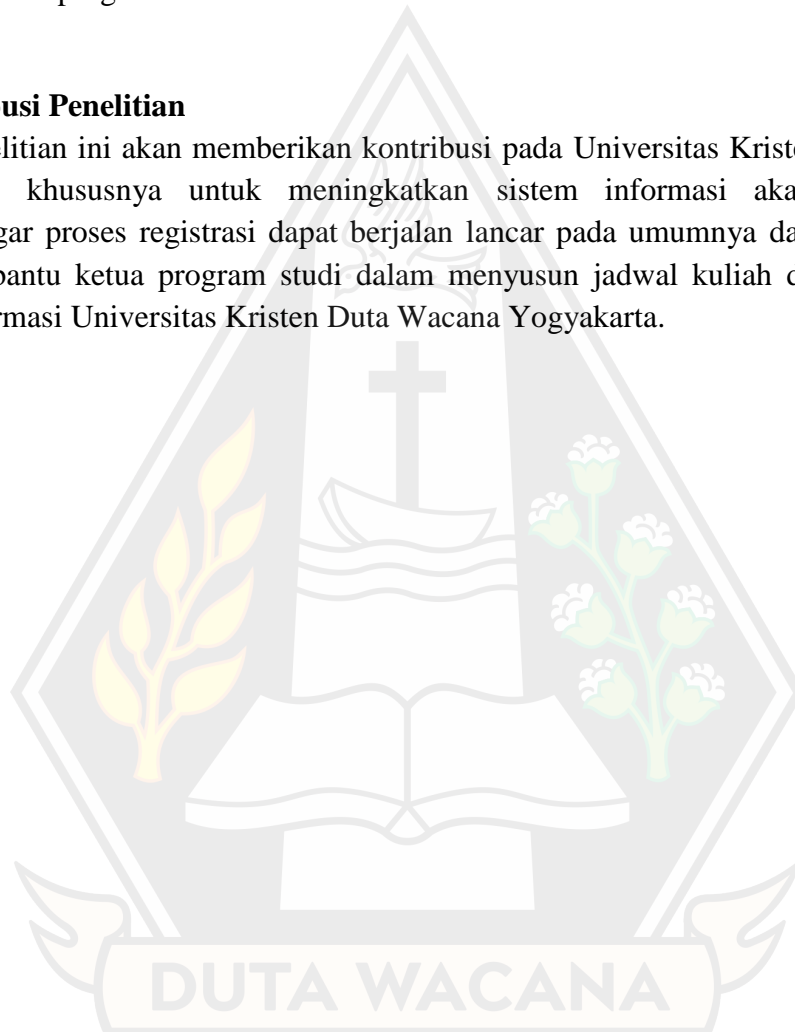 busi Penelitian
elitian ini akan memberikan kontribusi pada Universitas Kriste
khususnya untuk meningkatkan sistem informasi aka
gar proses registrasi dapat berjalan lancar pada umumnya da
bantu ketua program studi dalam menyusun jadwal kuliah d
rmasi Universitas Kristen Duta Wacana Yogyakarta.
DUTA WACANA